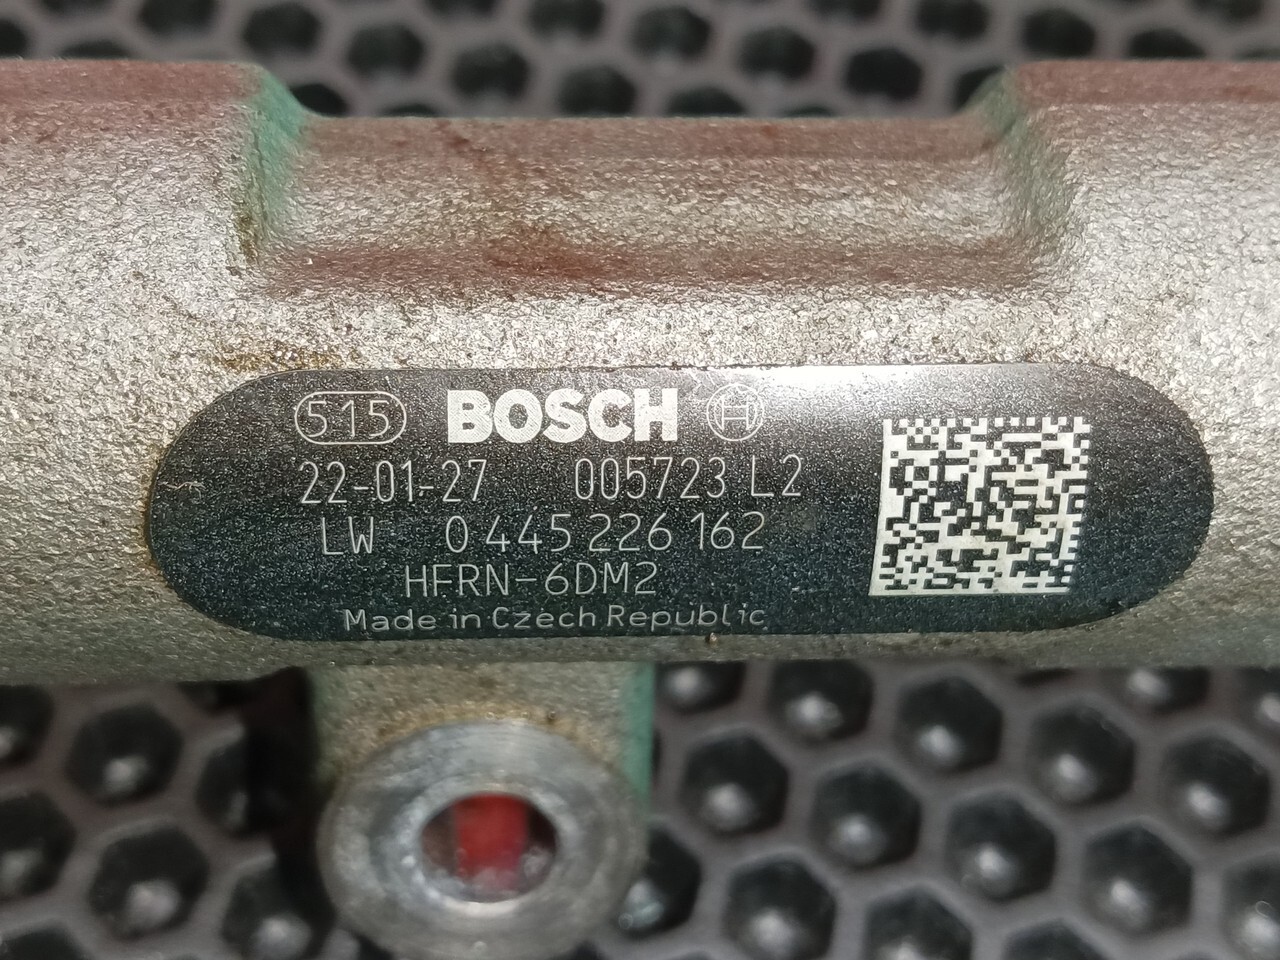 515 BOSCH
22-01-27 005723 L2
LW 0 445 226 162
HFRN-6DM2
Made in Czech Republic